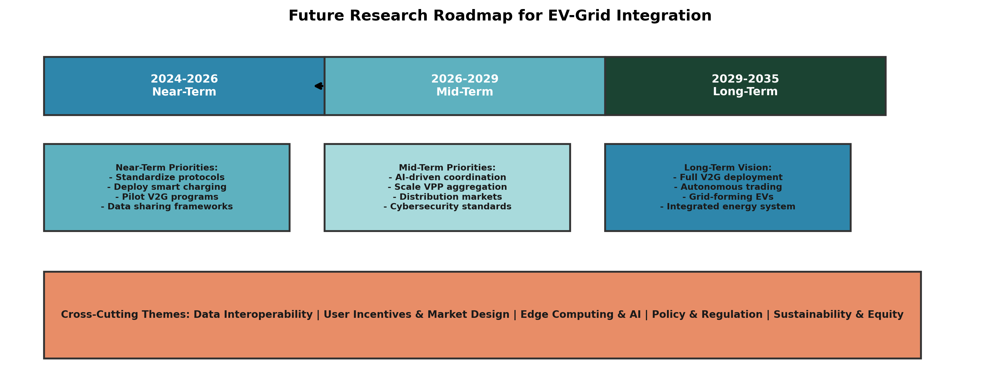 Future Research Roadmap for EV-Grid Integration
2024-2026
Near-Term
2026-2029
Mid-Term
2029-2035
Long-Term
Near-Term Priorities:
- Standardize protocols
- Deploy smart charging
- Pilot V2G programs
- Data sharing frameworks
Mid-Term Priorities:
- AI-driven coordination
- Scale VPP aggregation
- Distribution markets
- Cybersecurity standards
Long-Term Vision:
- Full V2G deployment
- Autonomous trading
- Grid-forming EVs
- Integrated energy system
Cross-Cutting Themes: Data Interoperability | User Incentives & Market Design | Edge Computing & AI | Policy & Regulation | Sustainability & Equity